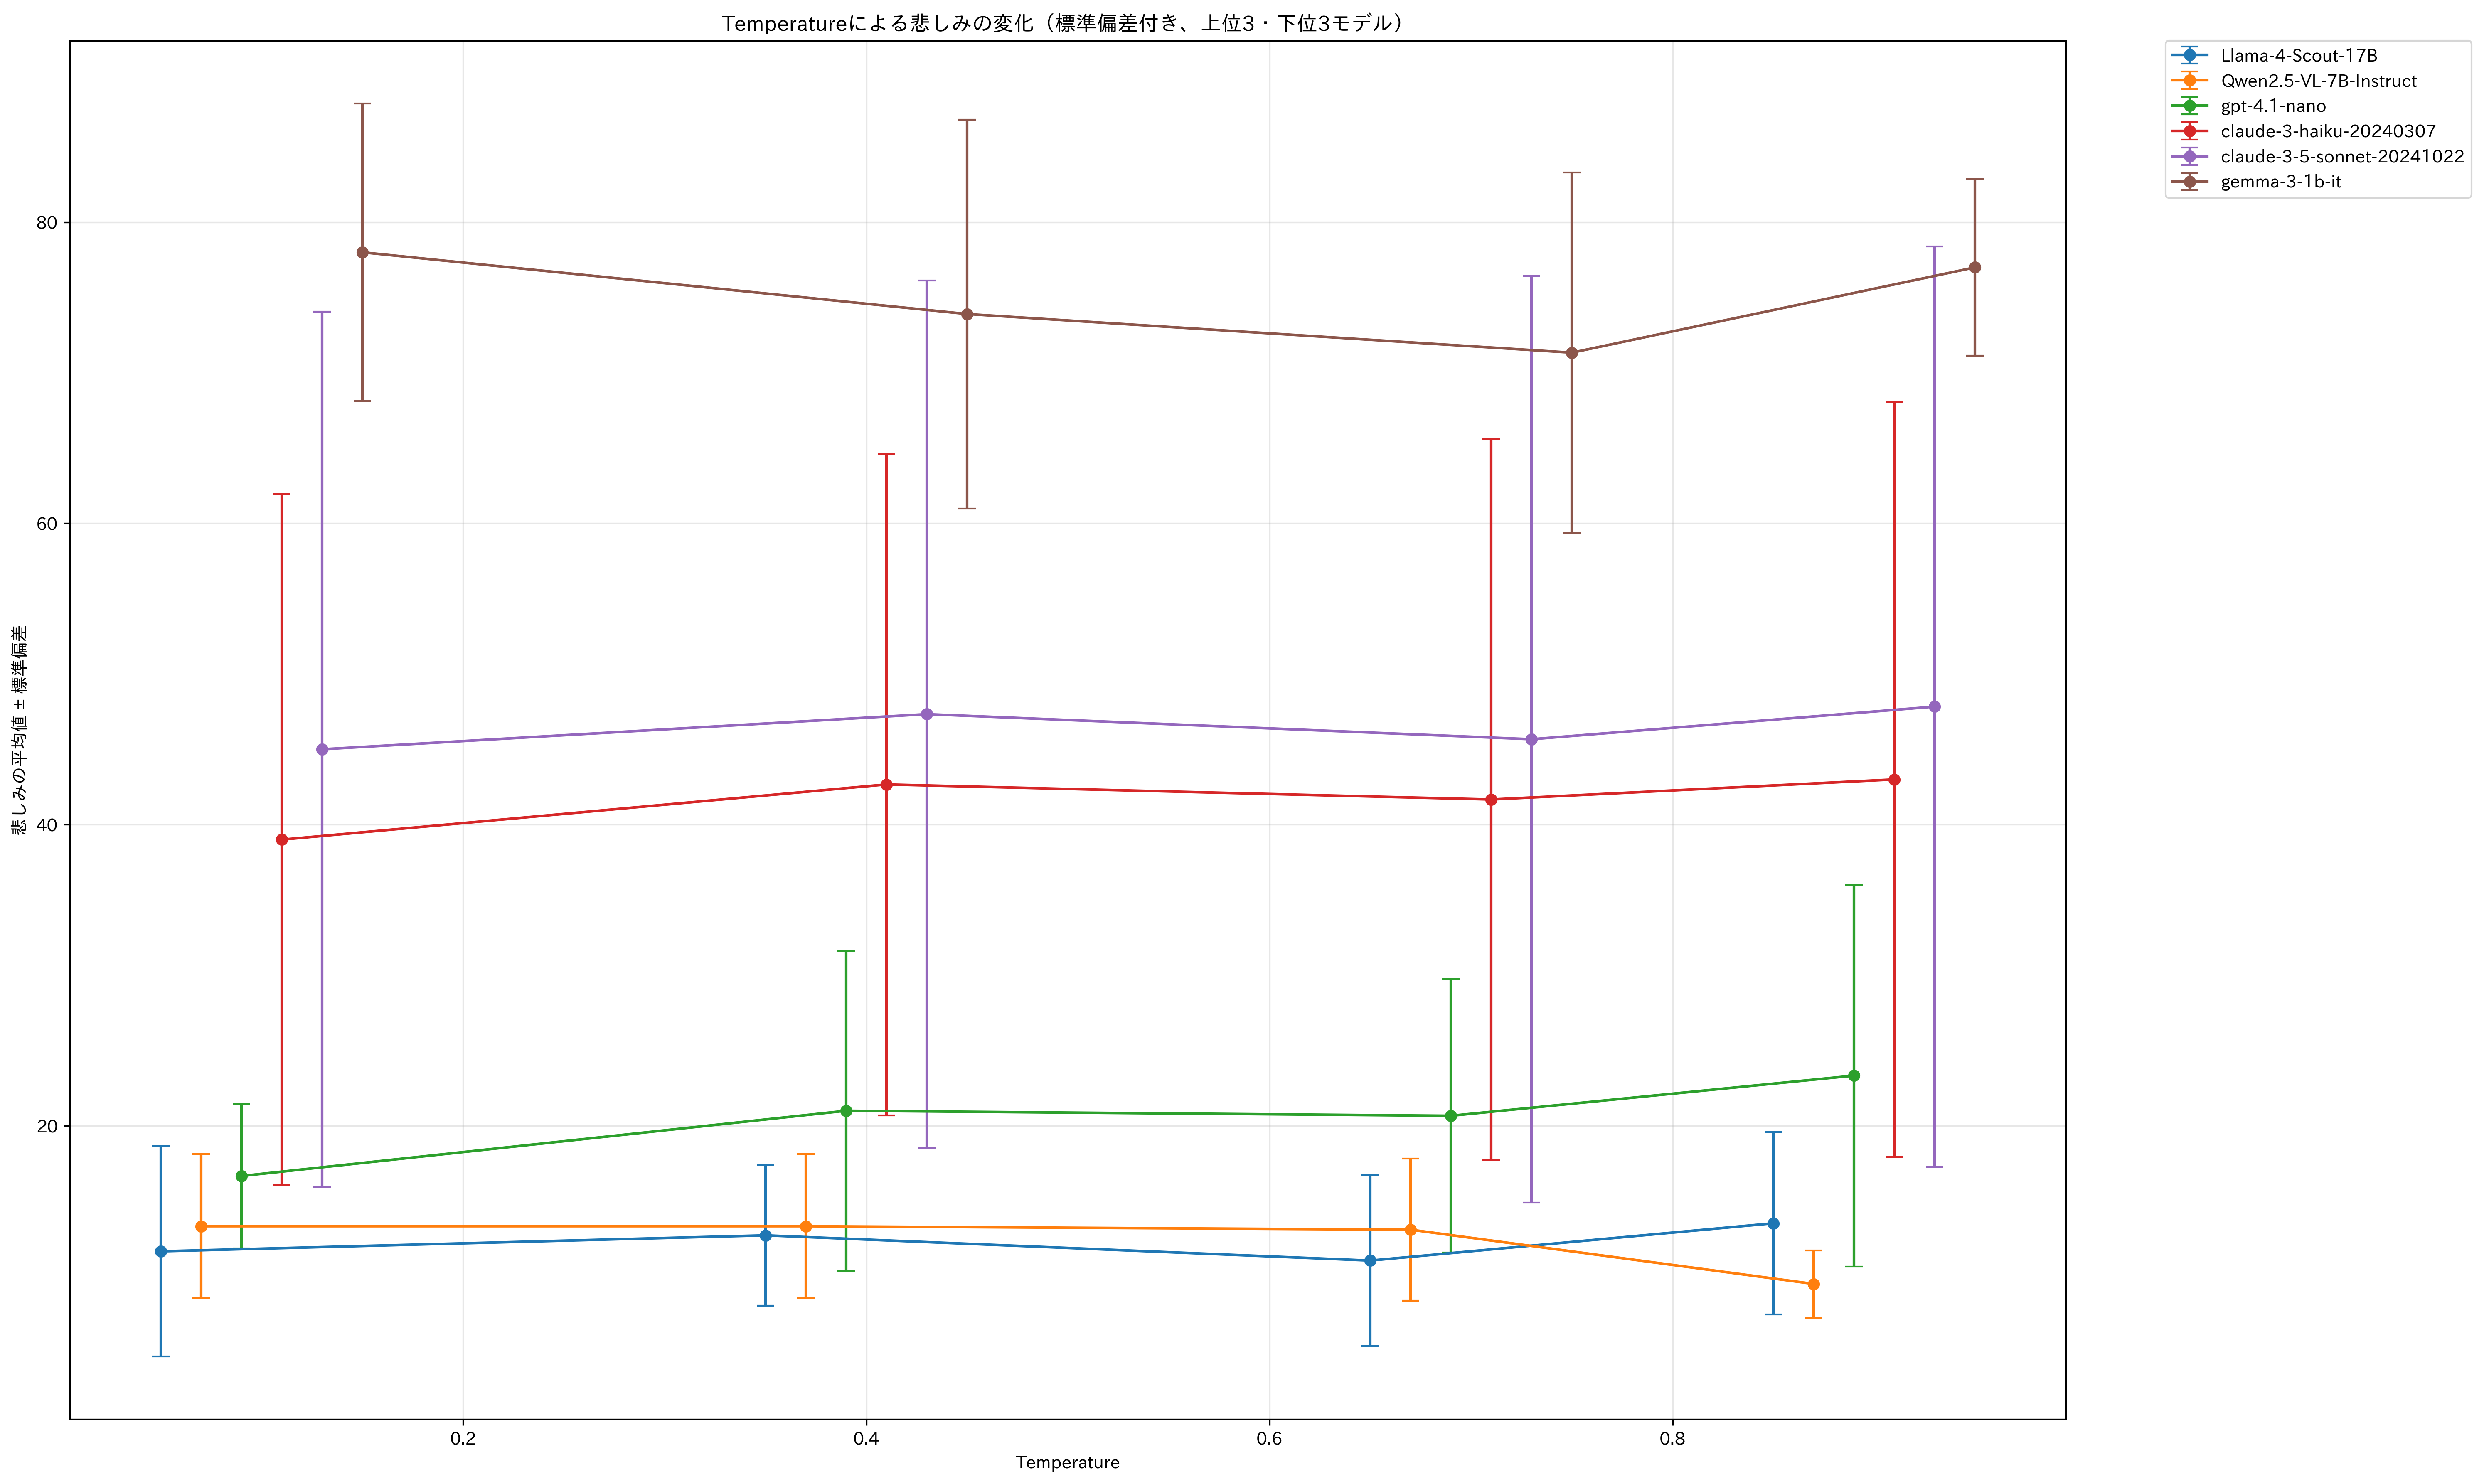 Temperatureによる悲しみの変化（標準偏差付き、上位3・下位3モデル）
Llama-4-Scout-17B
Qwen2.5-VL-7B-Instruct
gpt-4.1-nano
claude-3-haiku-20240307
claude-3-5-sonnet-20241022
gemma-3-1b-it
悲しみの平均値 ± 標準偏差
80
60
40
20
0.2
0.4
0.6
0.8
Temperature